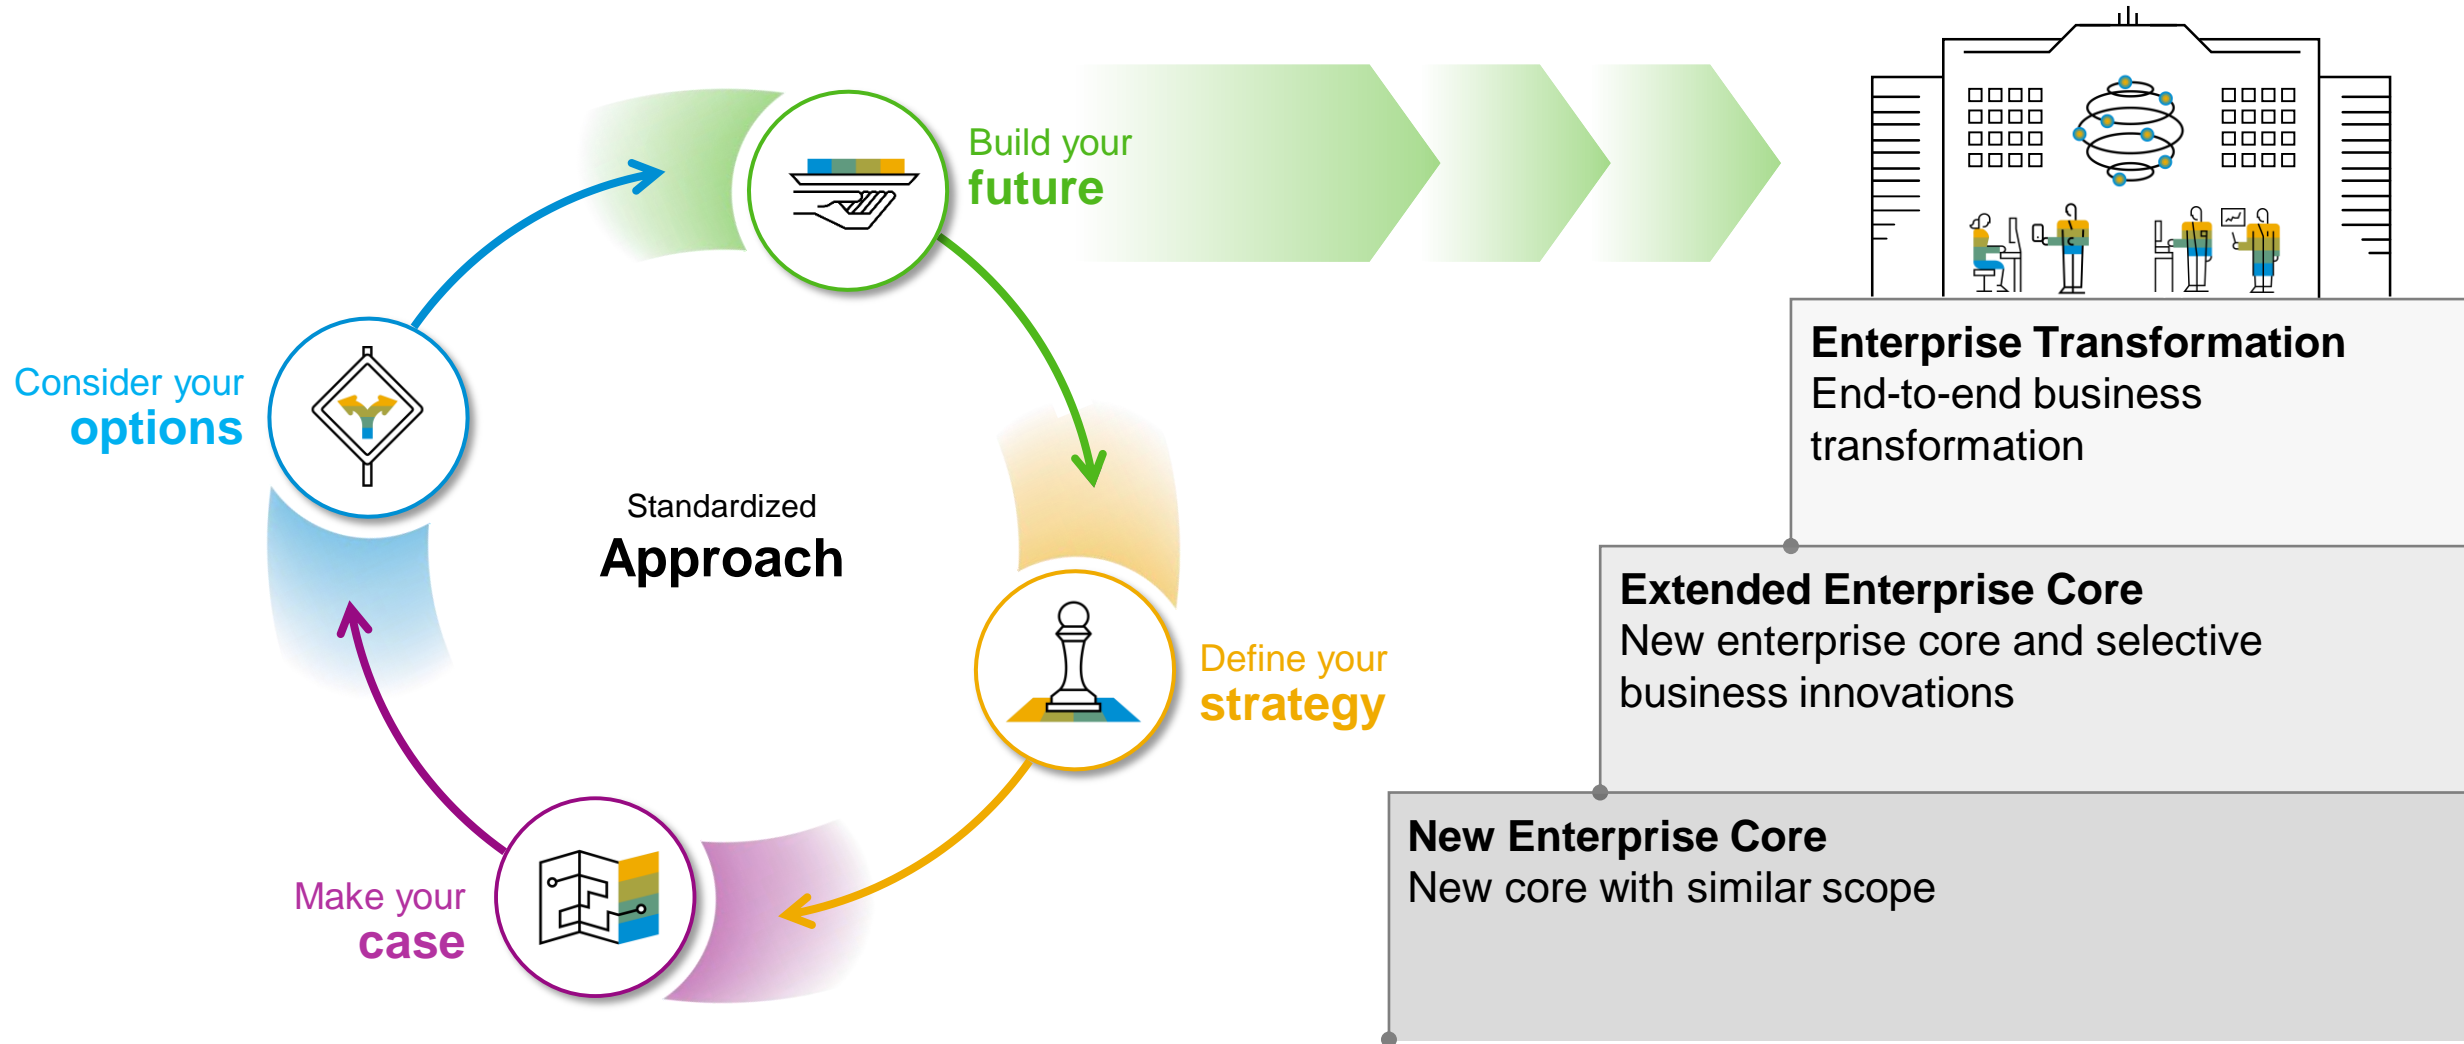 Build your
future
Consider your
options
Standardized
Approach
Define your
strategy
Make your
case
Enterprise Transformation
End-to-end business
transformation
Extended Enterprise Core
New enterprise core and selective
business innovations
New Enterprise Core
New core with similar scope